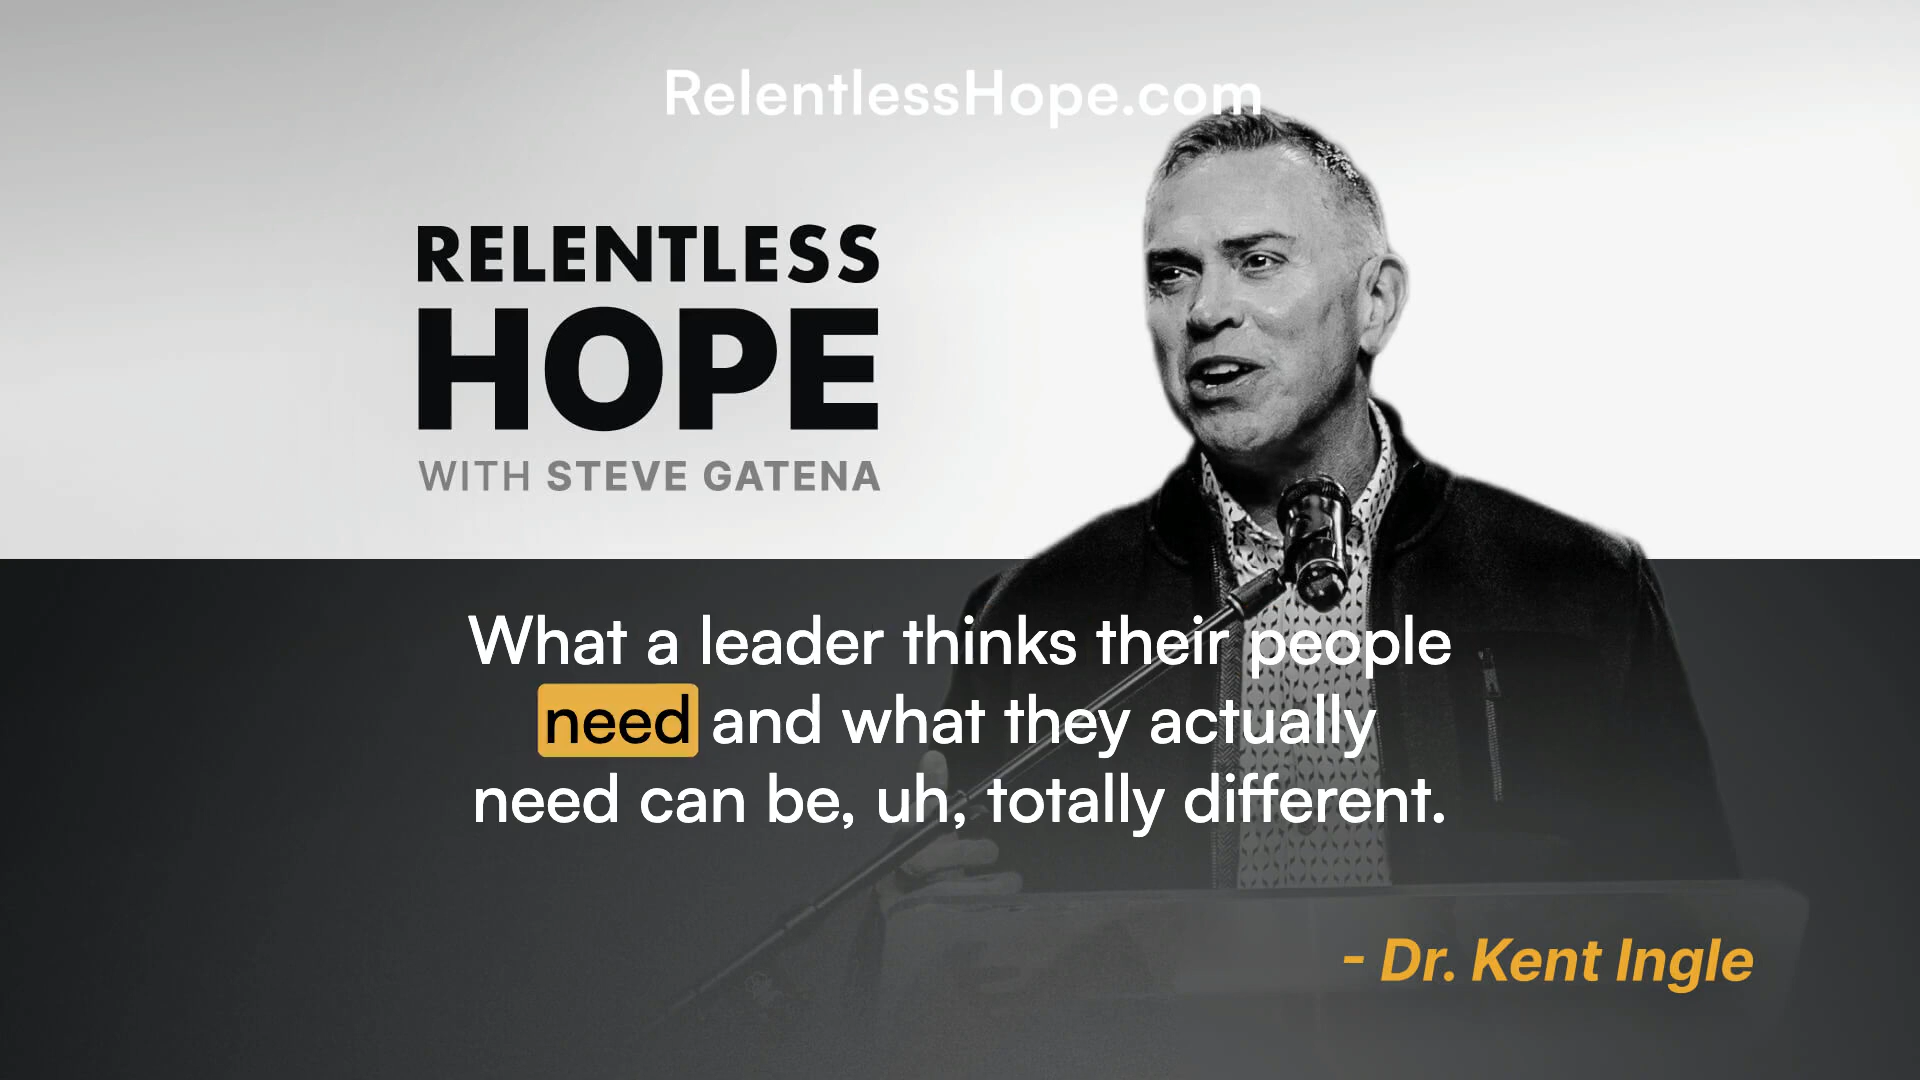 RelentlessHope.com
RELENTLESS
HOPE
WITH STEVE GATENA
What a leader thinks their people
need and what they actually
need can be, uh, totally different.
- Dr. Kent Ingle